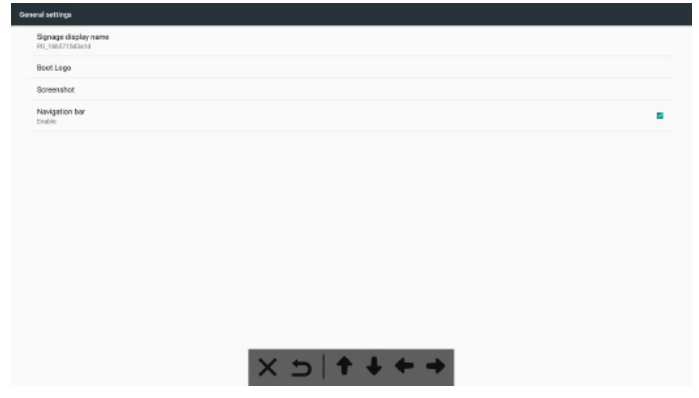 General settings
Signage display name
Boot Logo
Screenshot
Navigation bar
Enable